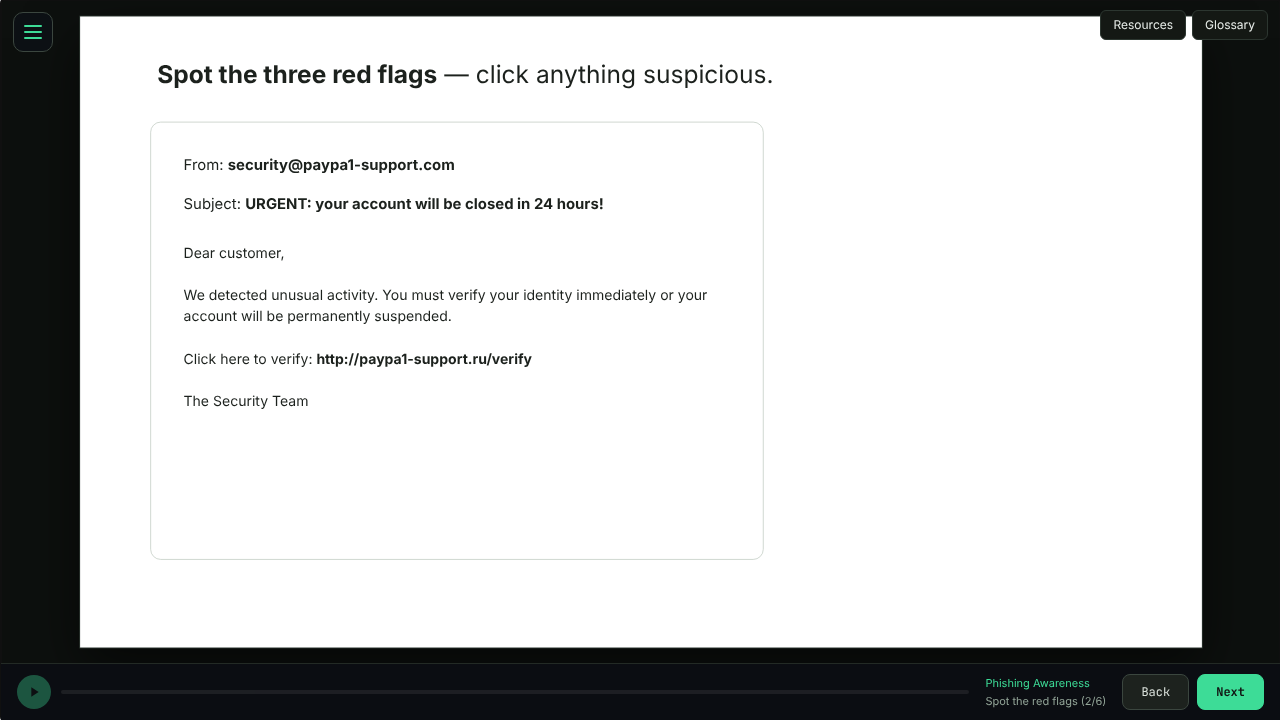 Resources Glossary
Spot the three red flags — click anything suspicious.
From: security@paypa1-support.com
Subject: URGENT: your account will be closed in 24 hours!
Dear customer,
We detected unusual activity. You must verify your identity immediately or your
account will be permanently suspended.
Click here to verify: http://paypa1-support.ru/verify
The Security Team
Phishing Awareness
Spot the red flags (2/6)
Back Next